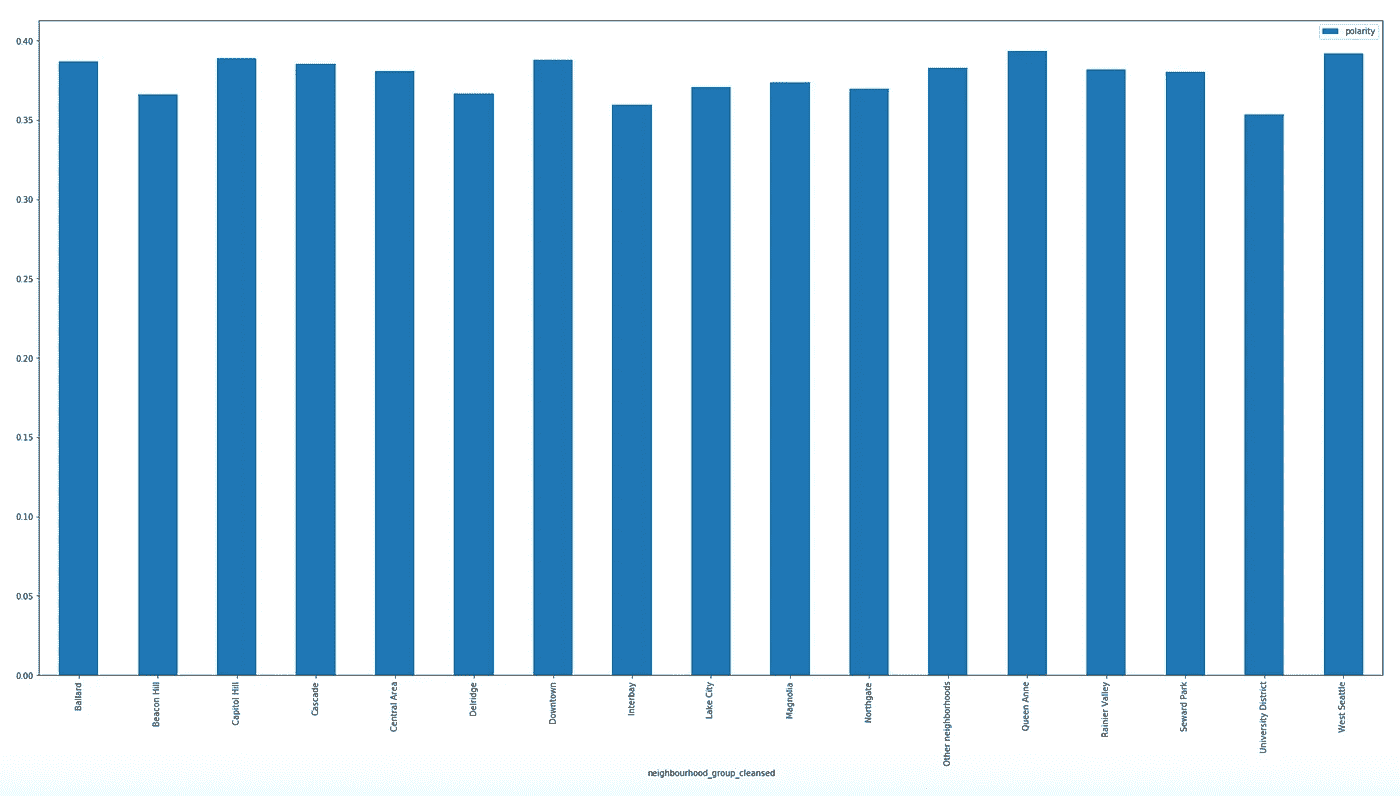 polarity
0.40
0.35
0.30
0.25
0.20
0.15
0.10
0.05
0.00
Ballard
Beacon Hill
Capitol Hill
Cascade
Central Area
Delridge
Downtown
Interbay
Lake City
Magnolia
Northgate
Other neighborhoods
Queen Anne
Rainier Valley
Seward Park
University District
West Seattle
neighbourhood_group_cleansed